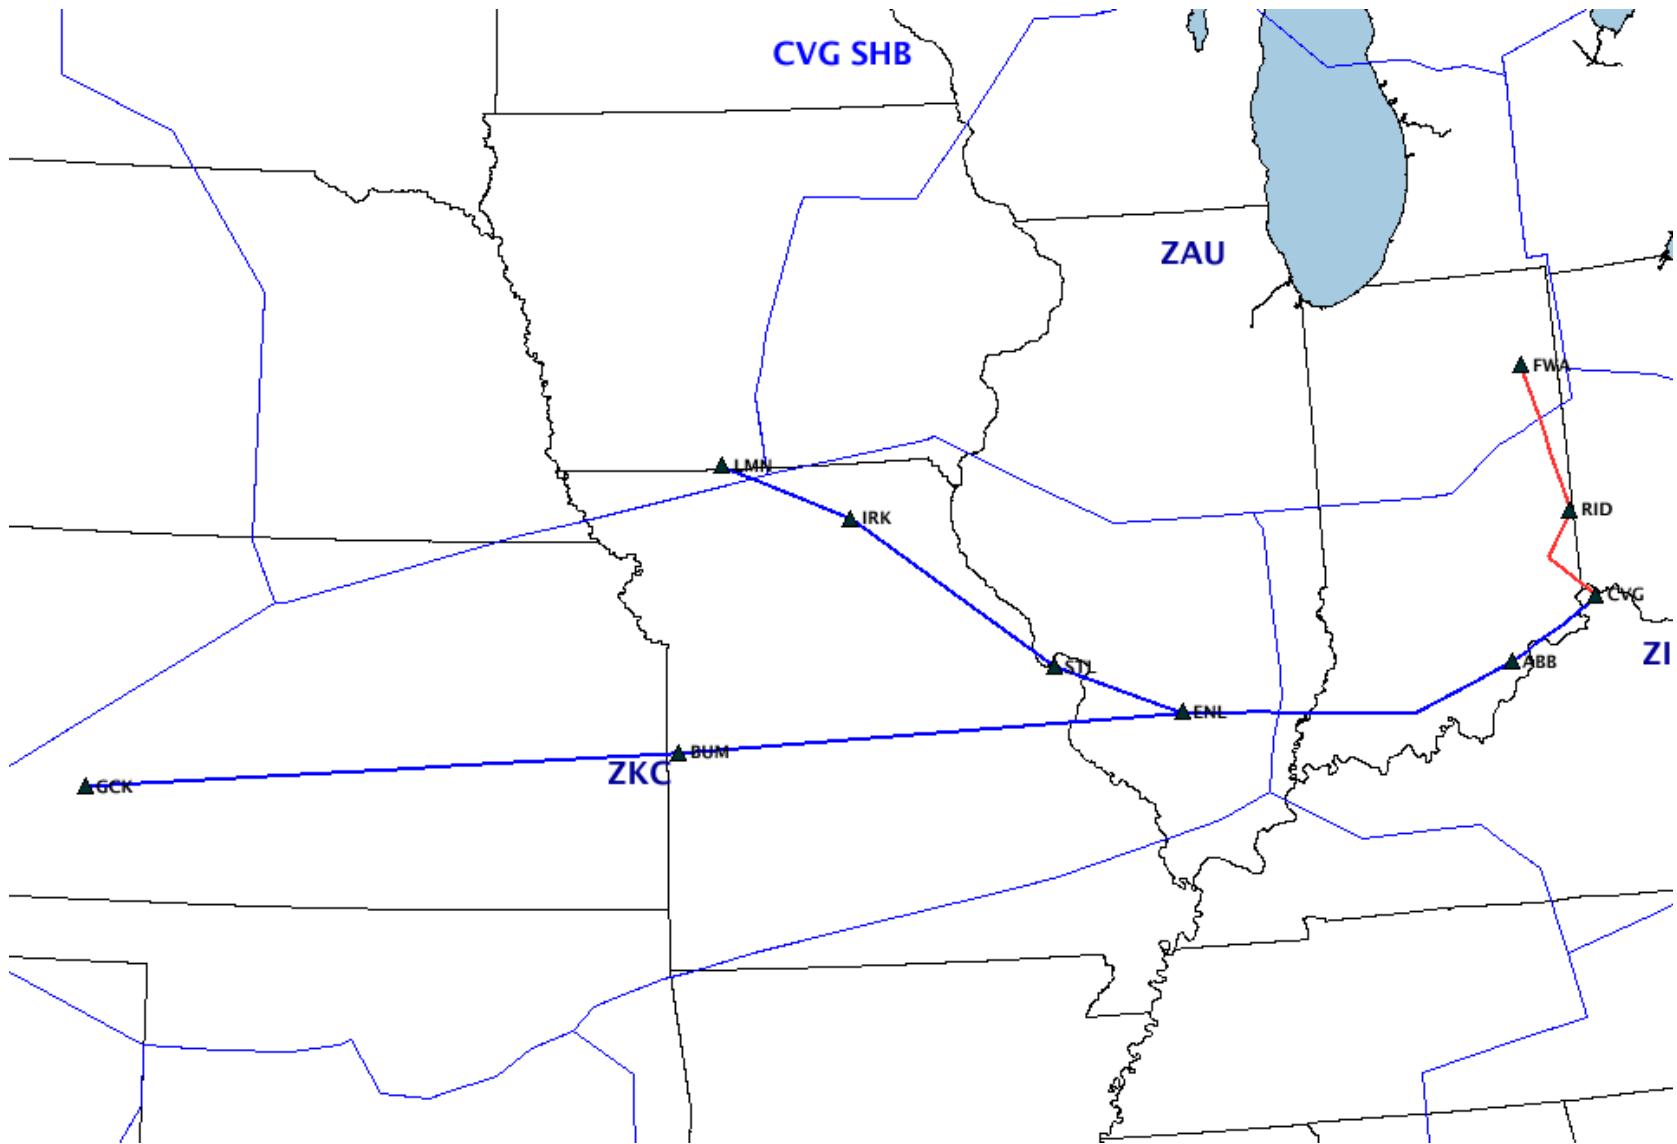 CVG SHB
ZAU
FWA
LMN
RID
IRK
CVG
ZI
ABB
STL
ENL
BUM
ZKC
GCK